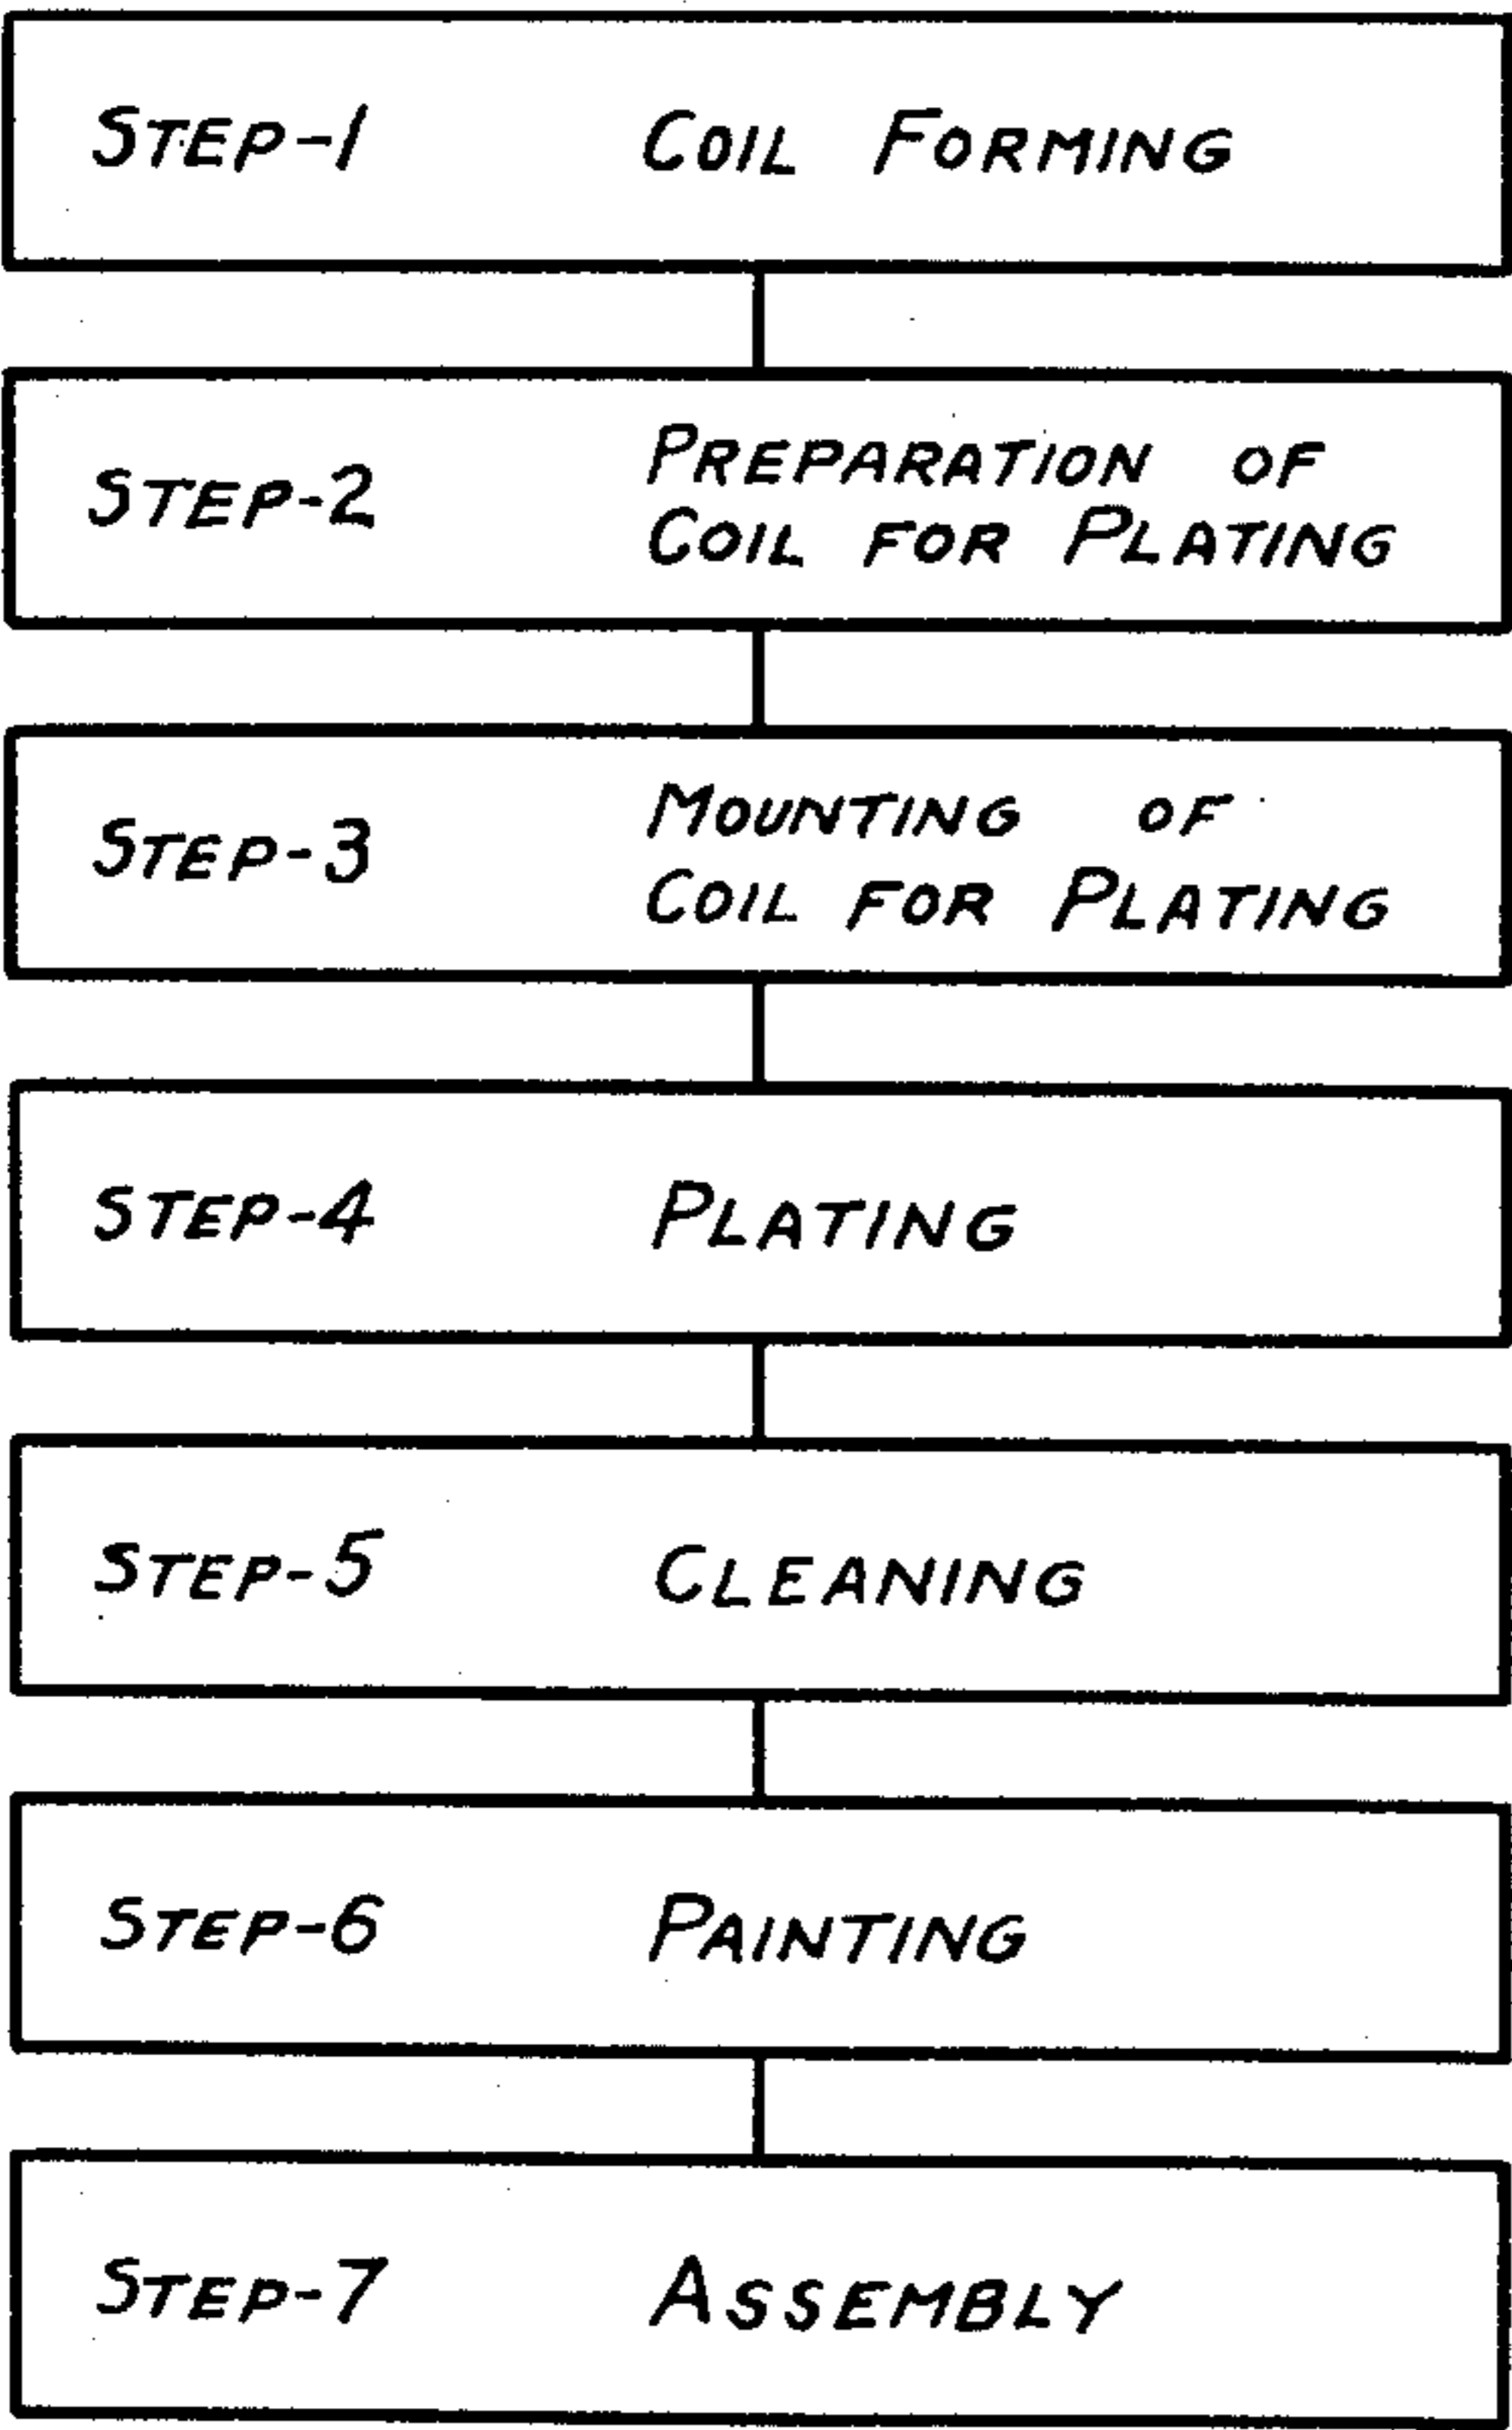 STEP-1 COIL FORMING
STEP-2 PREPARATION OF
COIL FOR PLATING
STEP-3 MOUNTING OF
COIL FOR PLATING
STEP-4 PLATING
STEP-5 CLEANING
STEP-6 PAINTING
STEP-7 ASSEMBLY